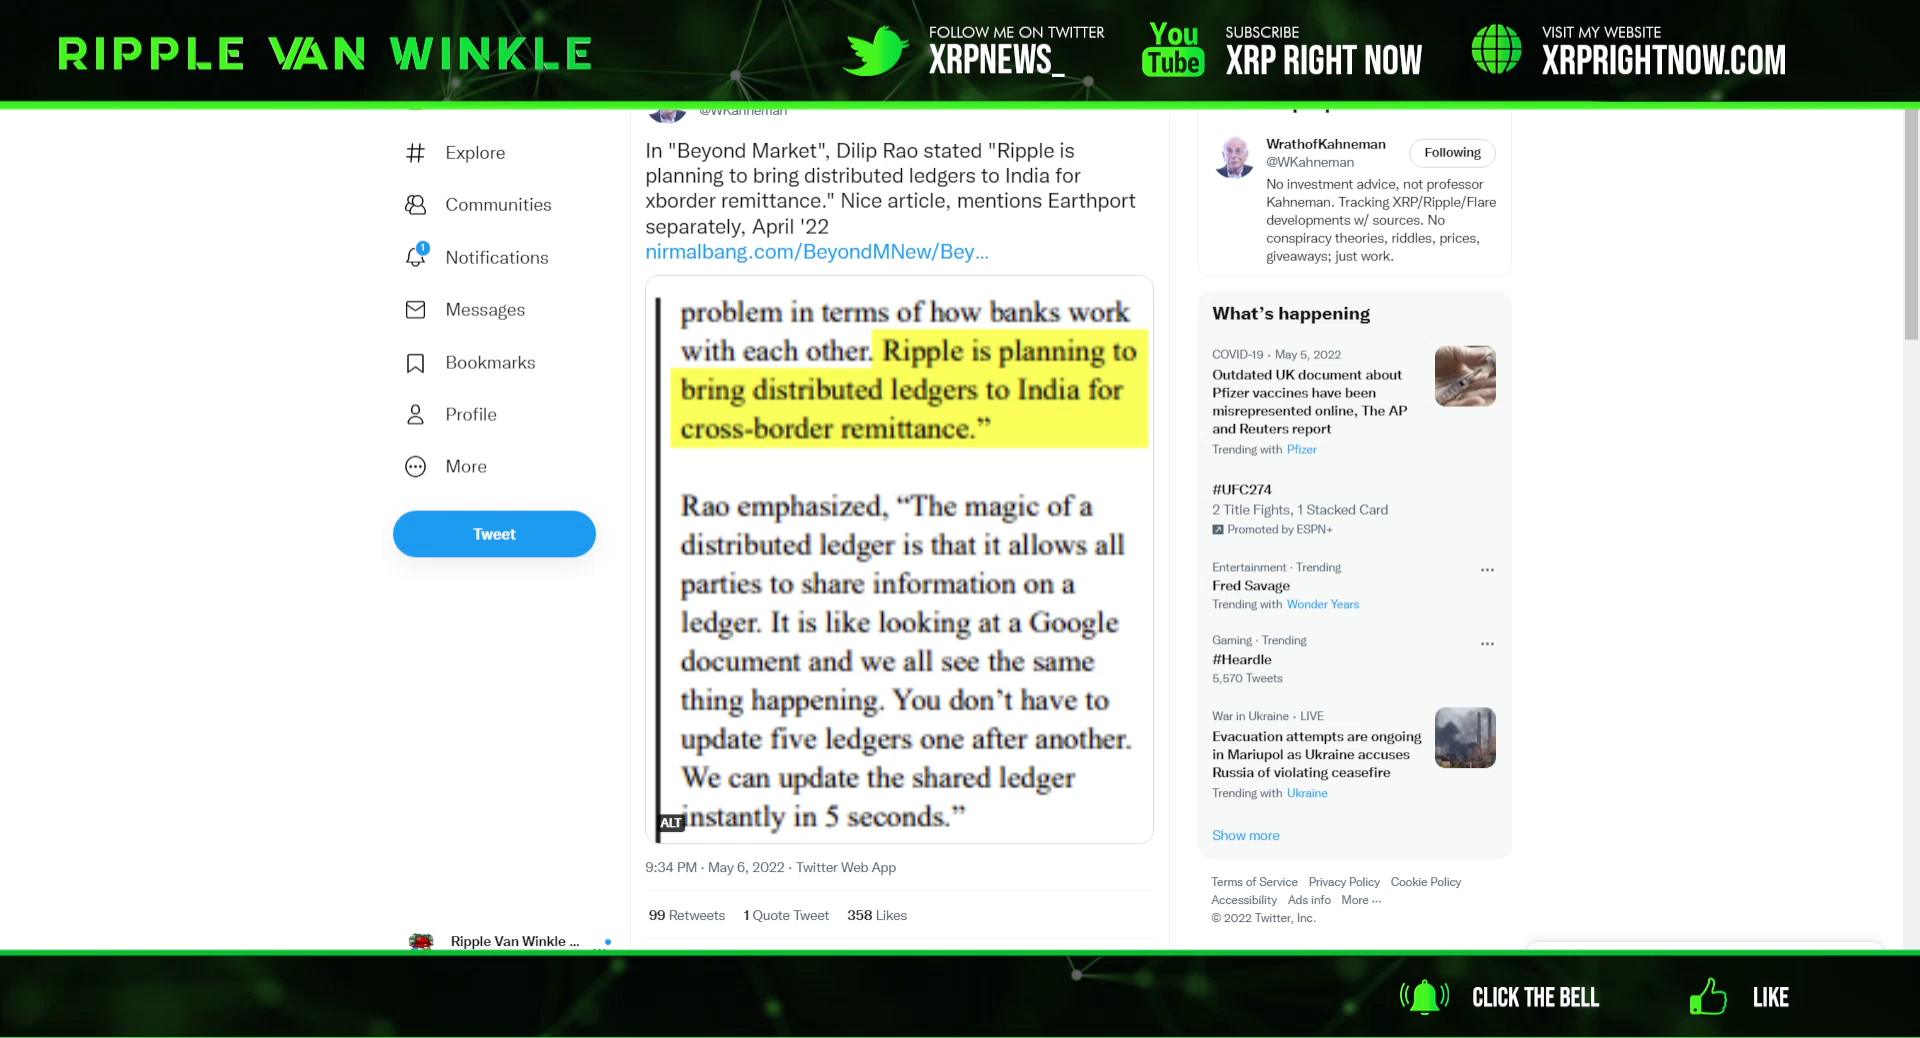 RIPPLE VAN WINKLE
FOLLOW ME ON TWITTER
XRPNEWS_
You
Tube
SUBSCRIBE
XRP RIGHT NOW
VISIT MY WEBSITE
XRPRIGHTNOW.COM
Explore
Communities
1
Notifications
Messages
Bookmarks
Profile
More
Tweet
Ripple Van Winkle ...
@WKahneman
In "Beyond Market", Dilip Rao stated "Ripple is
planning to bring distributed ledgers to India for
xborder remittance." Nice article, mentions Earthport
separately, April '22
nirmalbang.com/BeyondMNew/Bey...
problem in terms of how banks work
with each other. Ripple is planning to
bring distributed ledgers to India for
cross-border remittance.”
Rao emphasized, “The magic of a
distributed ledger is that it allows all
parties to share information on a
ledger. It is like looking at a Google
document and we all see the same
thing happening. You don’t have to
update five ledgers one after another.
We can update the shared ledger
instantly in 5 seconds.”
ALT
9:34 PM · May 6, 2022 · Twitter Web App
99 Retweets 1 Quote Tweet 358 Likes
WrathofKahneman
@WKahneman
Following
No investment advice, not professor
Kahneman. Tracking XRP/Ripple/Flare
developments w/ sources. No
conspiracy theories, riddles, prices,
giveaways; just work.
What’s happening
COVID-19 · May 5, 2022
Outdated UK document about
Pfizer vaccines have been
misrepresented online, The AP
and Reuters report
Trending with Pfizer
#UFC274
2 Title Fights, 1 Stacked Card
Promoted by ESPN+
Entertainment · Trending
Fred Savage
Trending with Wonder Years
Gaming · Trending
#Heardle
5,570 Tweets
War in Ukraine · LIVE
Evacuation attempts are ongoing
in Mariupol as Ukraine accuses
Russia of violating ceasefire
Trending with Ukraine
Show more
Terms of Service Privacy Policy Cookie Policy
Accessibility Ads info More ...
© 2022 Twitter, Inc.
CLICK THE BELL
LIKE